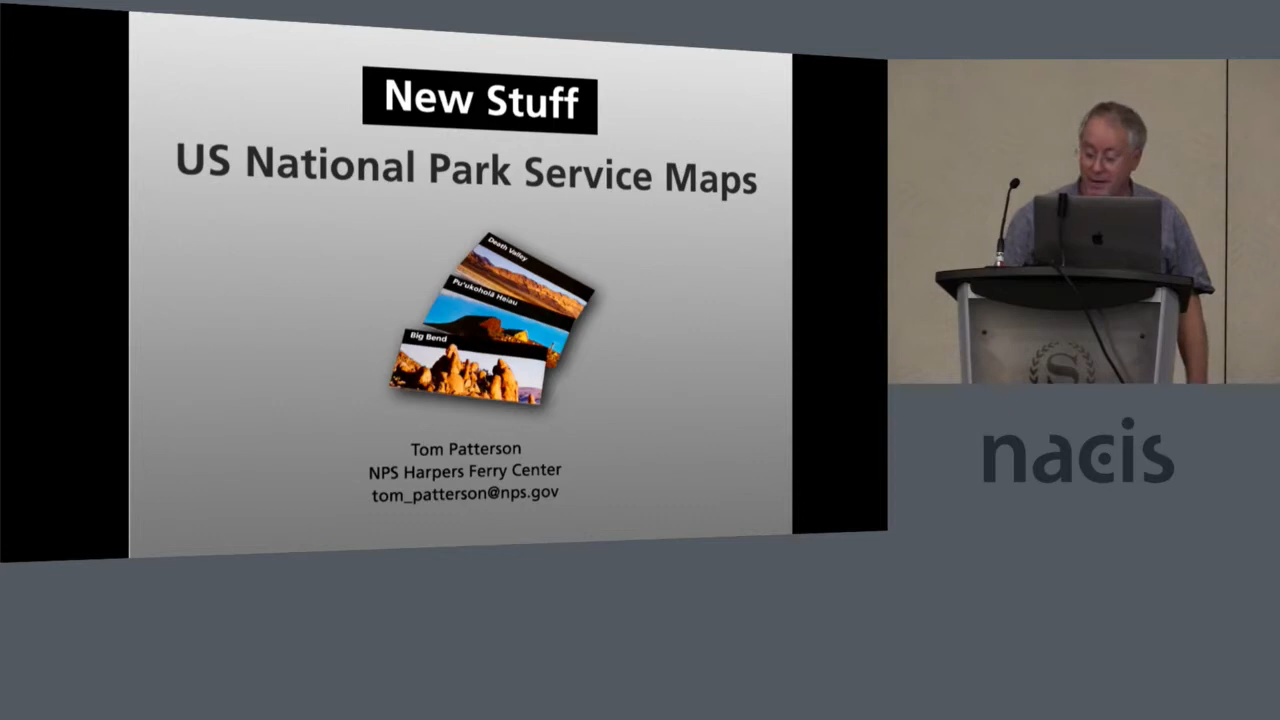 New Stuff
US National Park Service Maps
Death Valley
Pu'ukoholā Heiau
Big Bend
Tom Patterson
NPS Harpers Ferry Center
tom_patterson@nps.gov
S
nacis